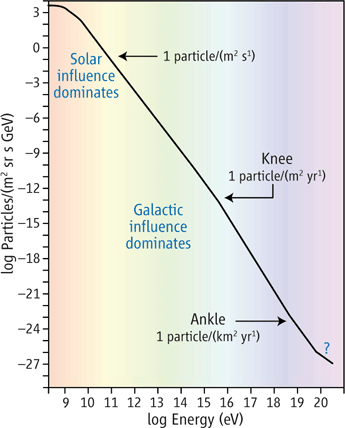 log Particles/(m² sr s GeV)
3
0
−3
−6
−9
−12
−15
−18
−21
−24
−27
Solar
influence
dominates
1 particle/(m² s¹)
Knee
1 particle/(m² yr¹)
Galactic
influence
dominates
Ankle
1 particle/(km² yr¹)
?
9 10 11 12 13 14 15 16 17 18 19 20
log Energy (eV)